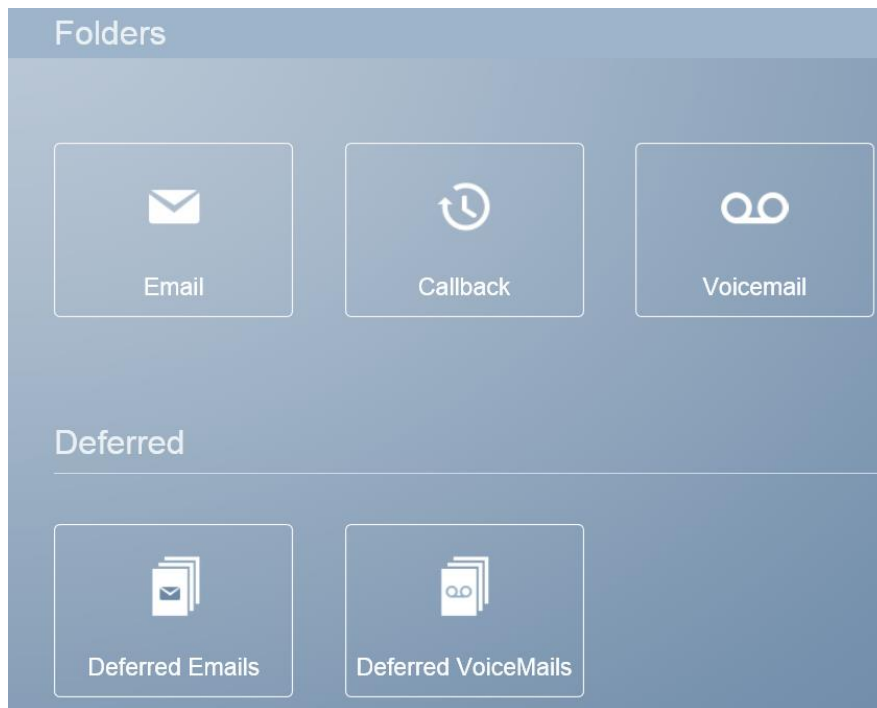 Folders
Email
Callback
Voicemail
Deferred
Deferred Emails
Deferred VoiceMails